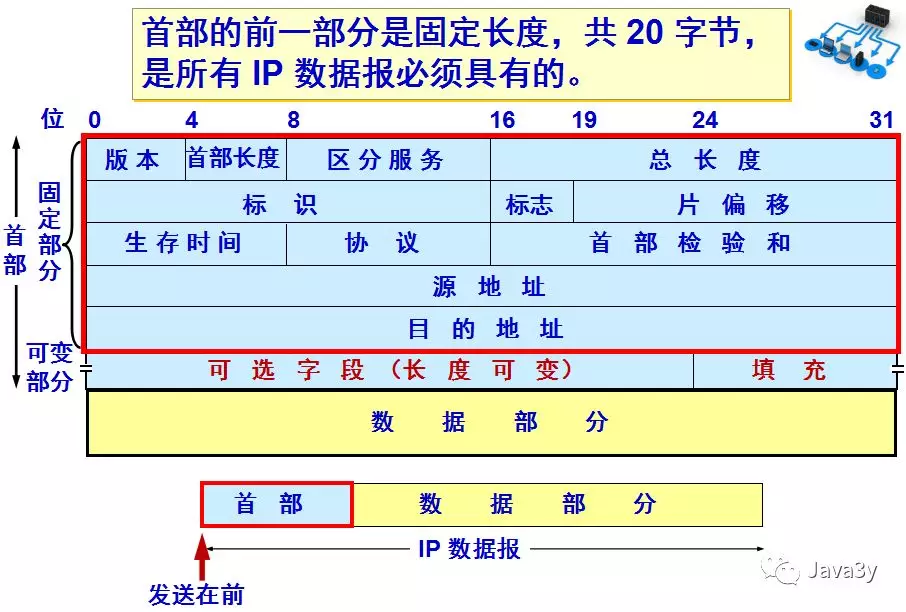 首部的前一部分是固定长度，共 20 字节，
是所有 IP 数据报必须具有的。
位 0 4 8 16 19 24 31
版本 首部长度 区分服务 总长度
标识 标志 片偏移
生存时间 协议 首部检验和
源地址
目的地址
可选字段（长度可变） 填充
数据部分
首部
固定部分
可变
部分
首部 数据部分
IP 数据报
发送在前
Java3y